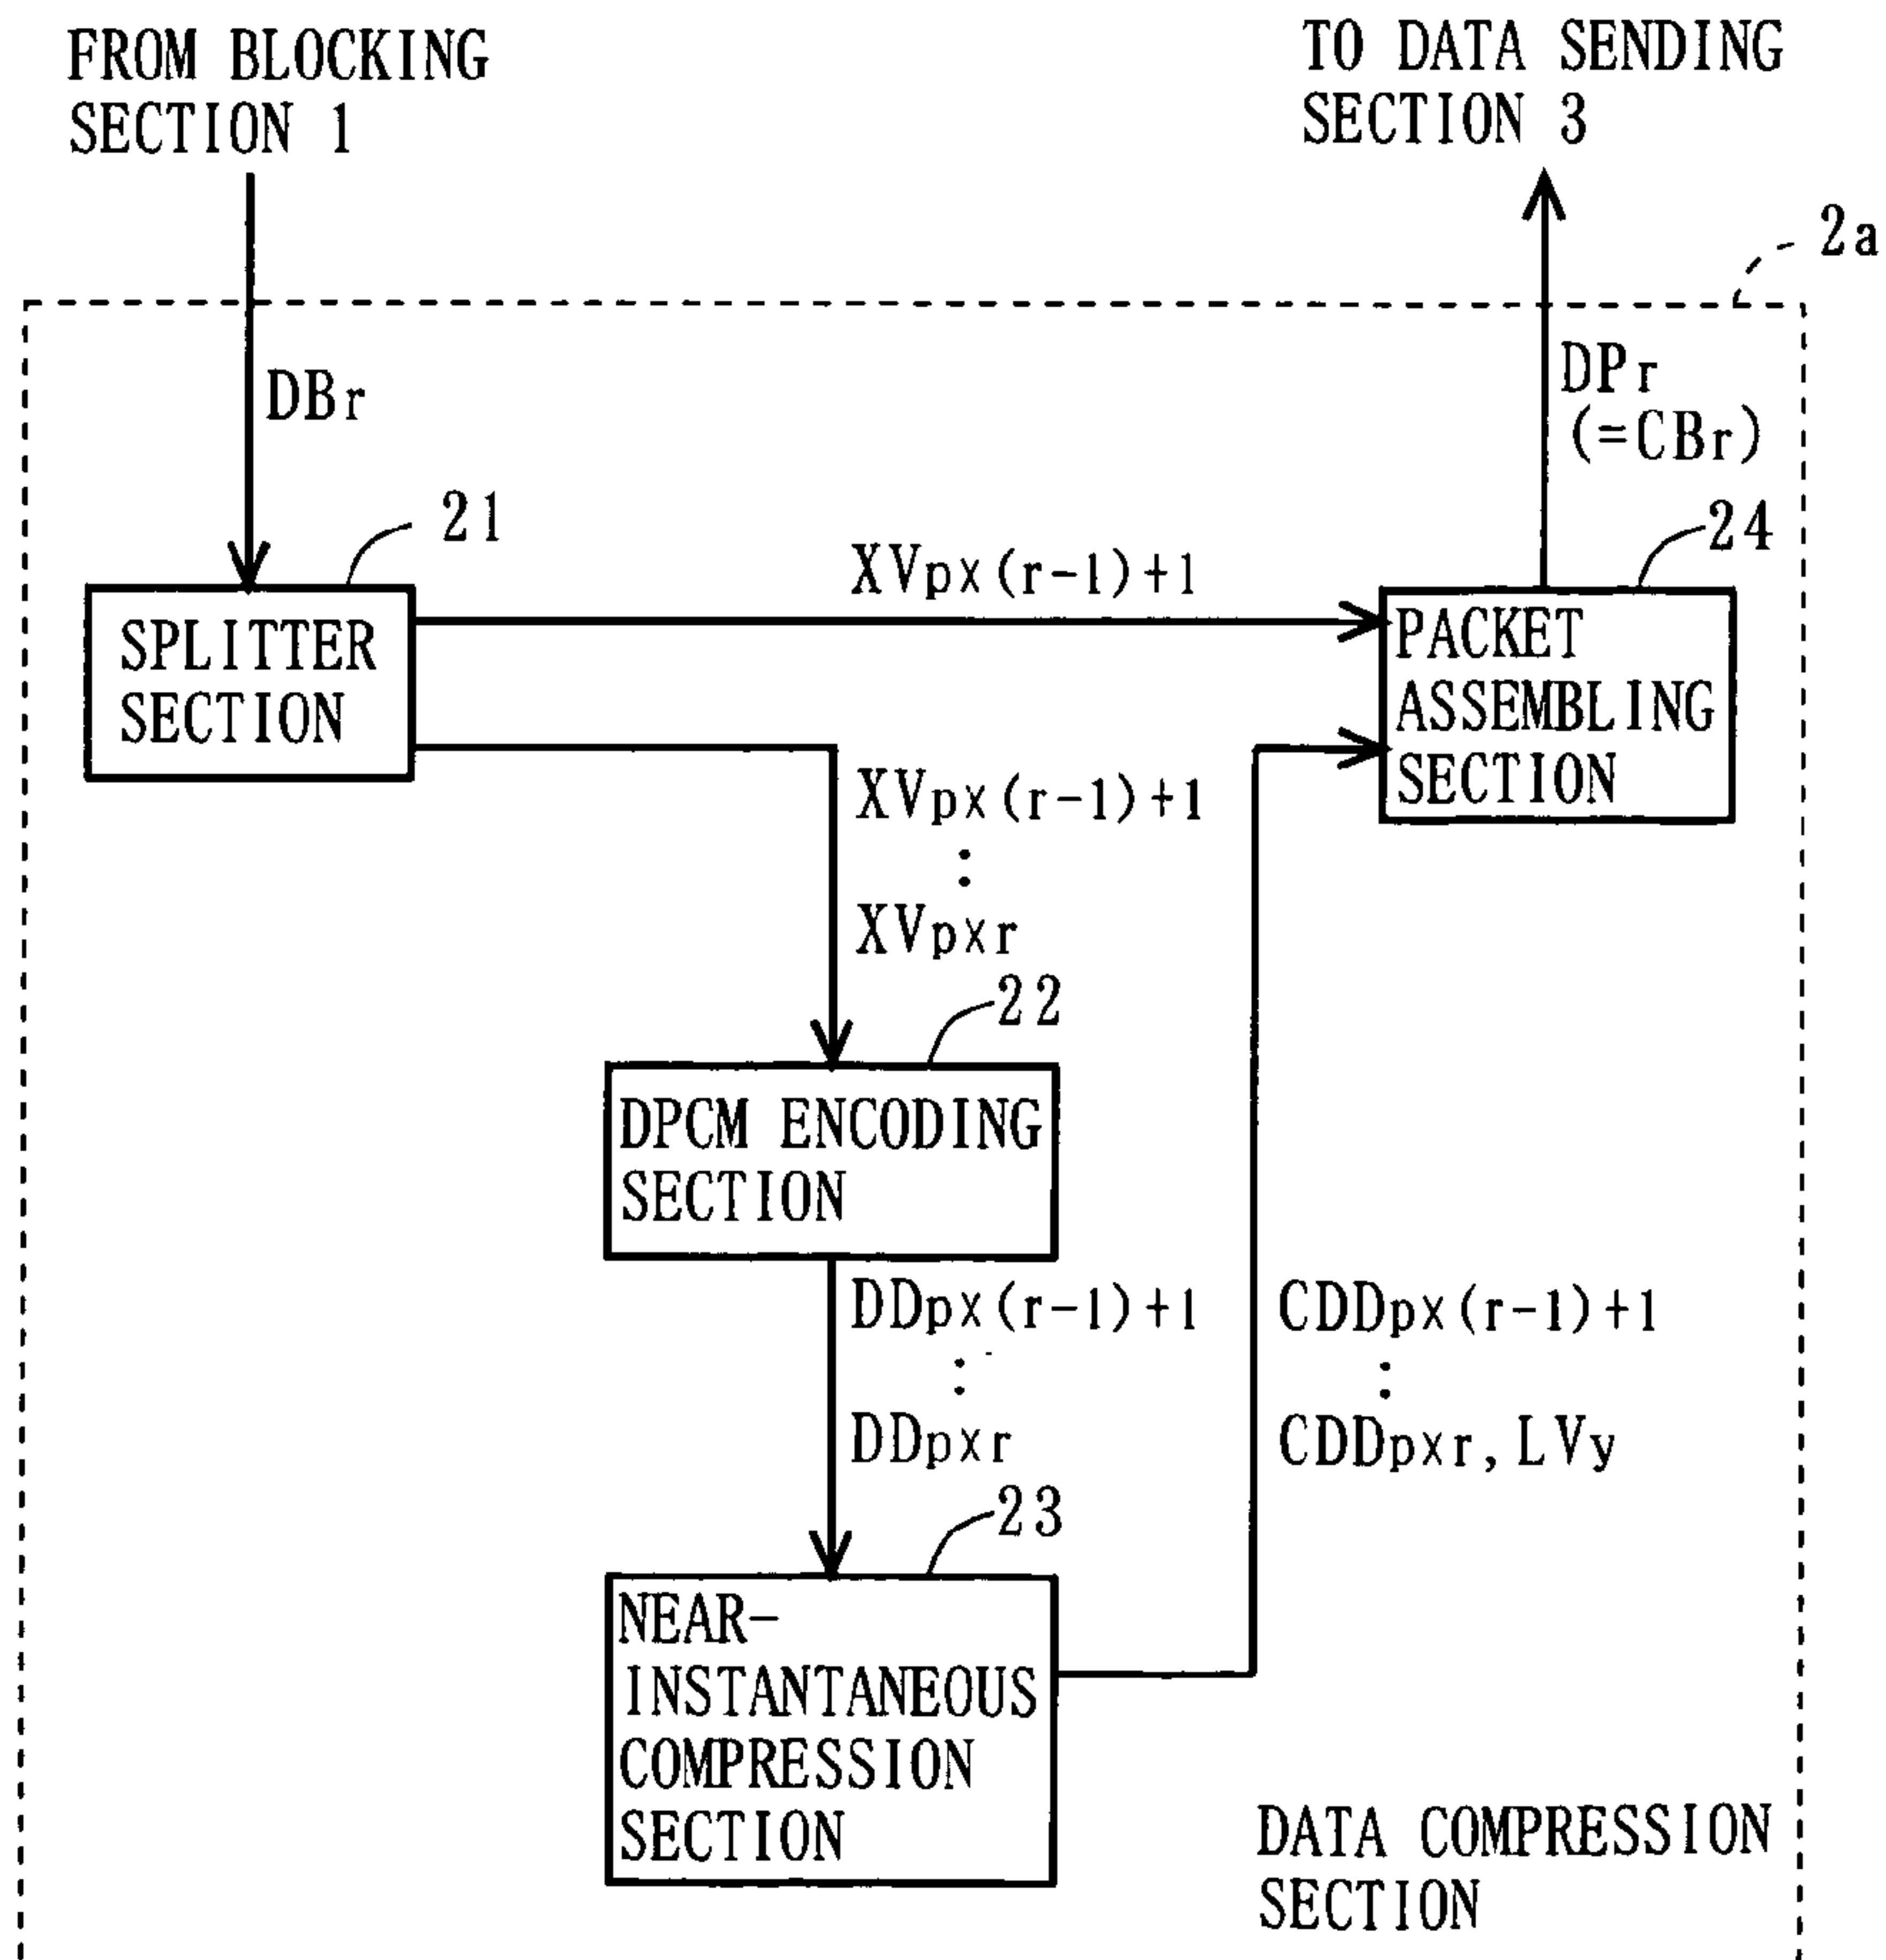 FROM BLOCKING
SECTION 1
TO DATA SENDING
SECTION 3
2a
DBr
DPr
(=CBr)
21
24
XVp×(r-1)+1
SPLITTER
SECTION
PACKET
ASSEMBLING
SECTION
XVp×(r-1)+1
:
XVp×r
22
DPCM ENCODING
SECTION
DDp×(r-1)+1
:
DDp×r
CDDp×(r-1)+1
:
CDDp×r, LVy
23
NEAR-
INSTANTANEOUS
COMPRESSION
SECTION
DATA COMPRESSION
SECTION